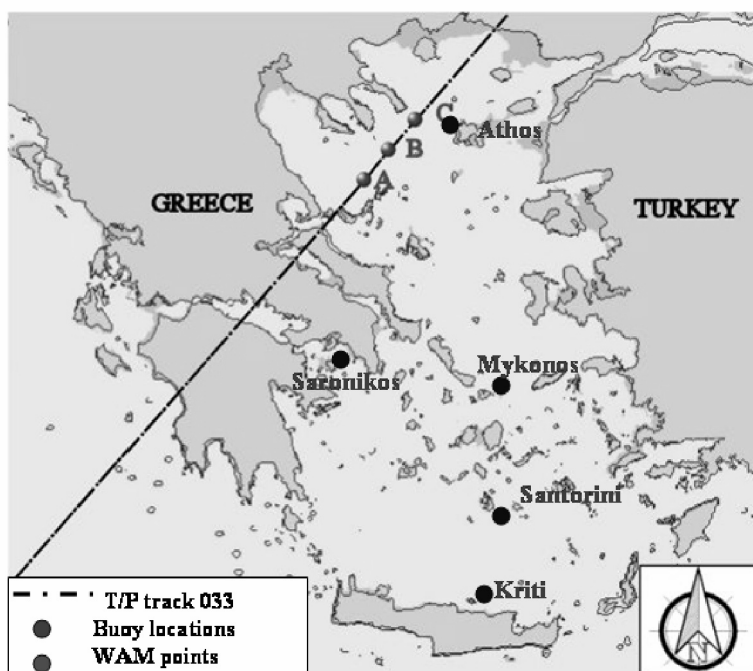 C
Athos
B
A
GREECE
TURKEY
Mykonos
Saronikos
Santorini
Kriti
T/P track 033
Buoy locations
WAM points
N